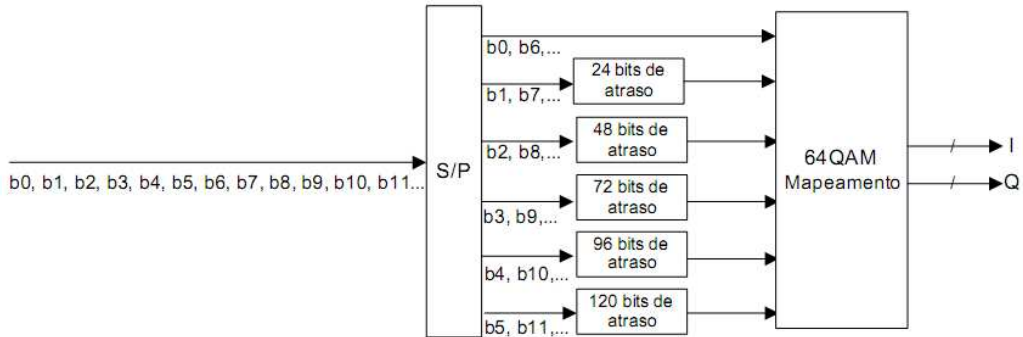 b0, b1, b2, b3, b4, b5, b6, b7, b8, b9, b10, b11...
S/P
b0, b6,...
b1, b7,...
24 bits de
atraso
b2, b8,...
48 bits de
atraso
b3, b9,...
72 bits de
atraso
b4, b10,...
96 bits de
atraso
b5, b11,...
120 bits de
atraso
64QAM
Mapeamento
I
Q